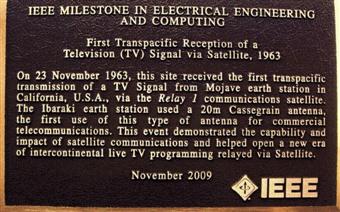 IEEE MILESTONE IN ELECTRICAL ENGINEERING
AND COMPUTING
First Transpacific Reception of a
Television (TV) Signal via Satellite, 1963
On 23 November 1963, this site received the first transpacific
transmission of a TV Signal from Mojave earth station in
California, U.S.A., via the Relay 1 communications satellite.
The Ibaraki earth station used a 20m Cassegrain antenna,
the first use of this type of antenna for commercial
telecommunications. This event demonstrated the capability and
impact of satellite communications and helped open a new era
of intercontinental live TV programming relayed via Satellite.
November 2009
IEEE